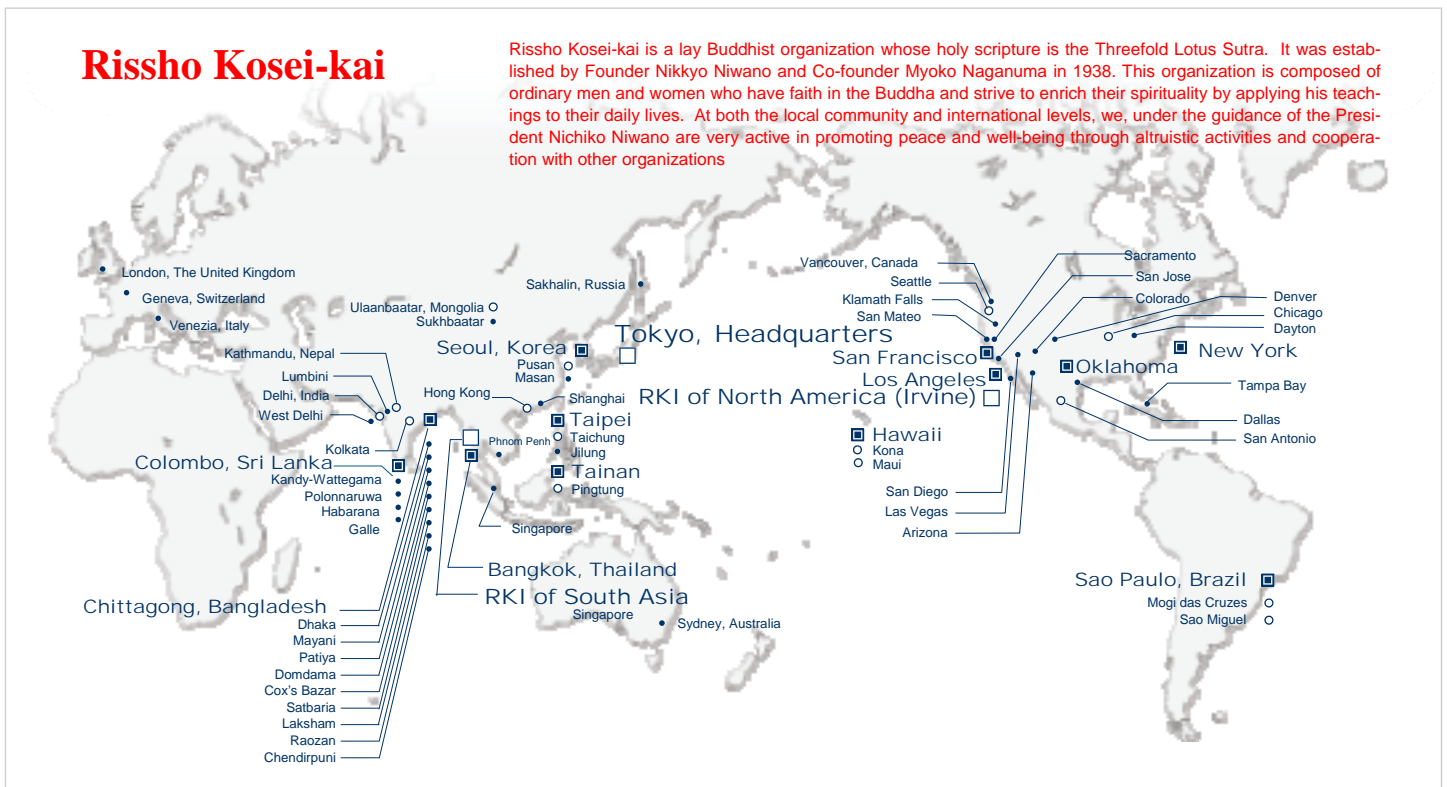 Rissho Kosei-kai
Rissho Kosei-kai is a lay Buddhist organization whose holy scripture is the Threefold Lotus Sutra.  It was estab-
lished by Founder Nikkyo Niwano and Co-founder Myoko Naganuma in 1938. This organization is composed of
ordinary men and women who have faith in the Buddha and strive to enrich their spirituality by applying his teach-
ings to their daily lives.  At both the local community and international levels, we, under the guidance of the Presi-
dent Nichiko Niwano are very active in promoting peace and well-being through altruistic activities and coopera-
tion with other organizations
London, The United Kingdom
Geneva, Switzerland
Venezia, Italy
Ulaanbaatar, Mongolia
Sukhbaatar
Sakhalin, Russia
Tokyo, Headquarters
Seoul, Korea
Pusan
Masan
Kathmandu, Nepal
Lumbini
Delhi, India
West Delhi
Kolkata
Colombo, Sri Lanka
Kandy-Wattegama
Polonnaruwa
Habarana
Galle
Hong Kong
Shanghai
Taipei
Taichung
Jilung
Tainan
Pingtung
Phnom Penh
Singapore
Bangkok, Thailand
RKI of South Asia
Singapore
Sydney, Australia
Chittagong, Bangladesh
Dhaka
Mayani
Patiya
Domdama
Cox's Bazar
Satbaria
Laksham
Raozan
Chendirpuni
Vancouver, Canada
Seattle
Klamath Falls
San Mateo
San Francisco
Los Angeles
RKI of North America (Irvine)
Hawaii
Kona
Maui
San Diego
Las Vegas
Arizona
Sacramento
San Jose
Colorado
Denver
Chicago
Dayton
New York
Oklahoma
Tampa Bay
Dallas
San Antonio
Sao Paulo, Brazil
Mogi das Cruzes
Sao Miguel